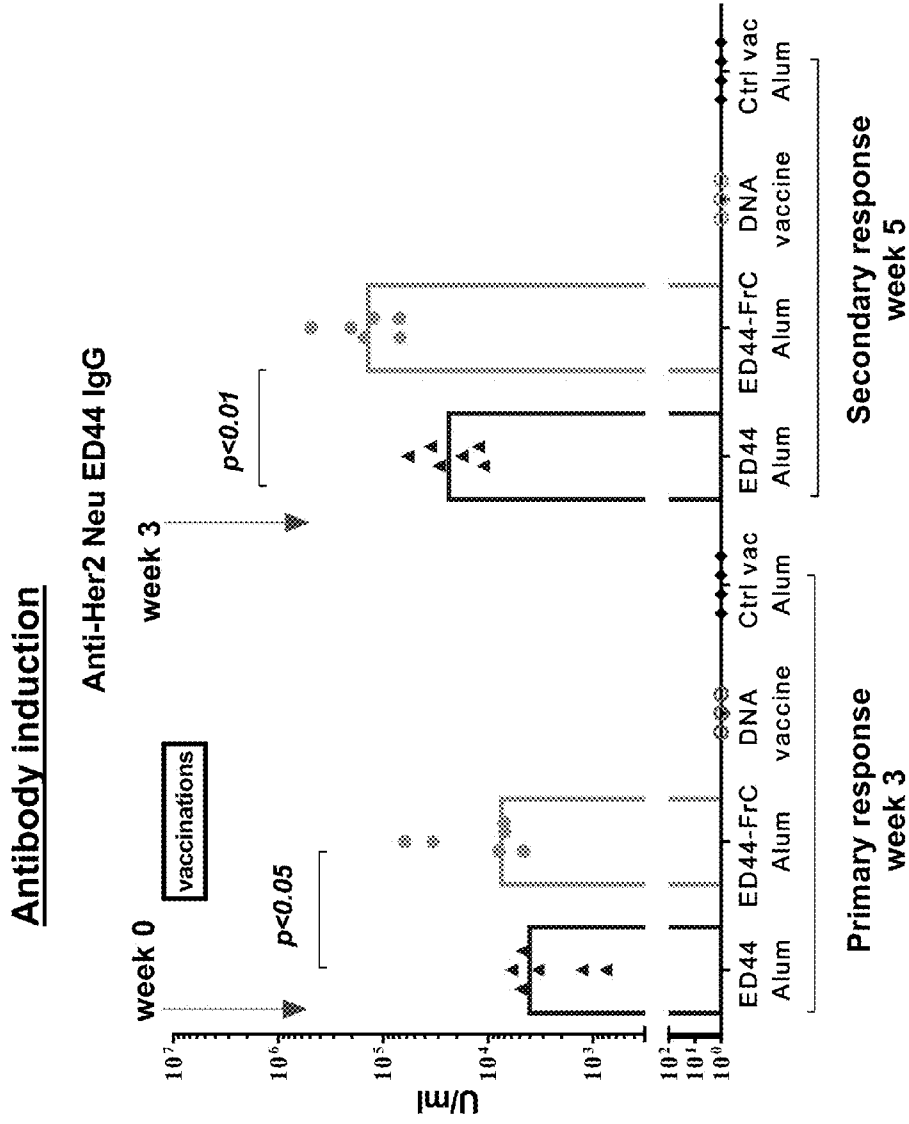 Antibody induction
Anti-Her2 Neu ED44 IgG
week 0
vaccinations
week 3
p<0.05
p<0.01
U/ml
10⁷
10⁶
10⁵
10⁴
10³
10²
10¹
10⁰
ED44 ED44-FrC DNA Ctrl vac ED44 ED44-FrC DNA Ctrl vac
Alum Alum vaccine Alum Alum Alum vaccine Alum
Primary response Secondary response
week 3 week 5